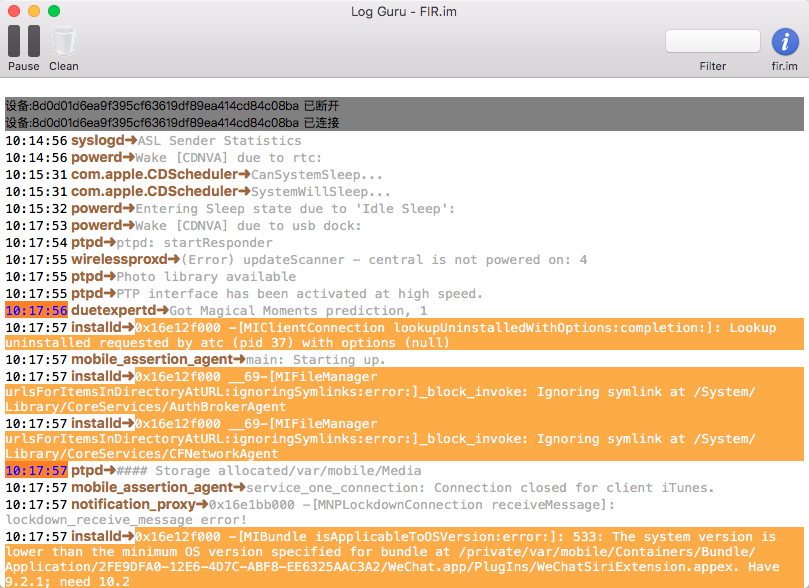 Log Guru - FIR.im
Pause Clean
Filter fir.im
设备:8d0d01d6ea9f395cf63619df89ea414cd84c08ba 已断开
设备:8d0d01d6ea9f395cf63619df89ea414cd84c08ba 已连接
10:14:56 syslogd➜ASL Sender Statistics
10:14:56 powerd➜Wake [CDNVA] due to rtc:
10:15:31 com.apple.CDScheduler➜CanSystemSleep...
10:15:31 com.apple.CDScheduler➜SystemWillSleep...
10:15:32 powerd➜Entering Sleep state due to 'Idle Sleep':
10:17:53 powerd➜Wake [CDNVA] due to usb dock:
10:17:54 ptpd➜ptpd: startResponder
10:17:55 wirelessproxd➜(Error) updateScanner – central is not powered on: 4
10:17:55 ptpd➜Photo library available
10:17:55 ptpd➜PTP interface has been activated at high speed.
10:17:56 duetexpertd➜Got Magical Moments prediction, 1
10:17:57 installd➜0x16e12f000 -[MIClientConnection lookupUninstalledWithOptions:completion:]: Lookup
uninstalled requested by atc (pid 37) with options (null)
10:17:57 mobile_assertion_agent➜main: Starting up.
10:17:57 installd➜0x16e12f000 __69-[MIFileManager
urlsForItemsInDirectoryAtURL:ignoringSymlinks:error:]_block_invoke: Ignoring symlink at /System/
Library/CoreServices/AuthBrokerAgent
10:17:57 installd➜0x16e12f000 __69-[MIFileManager
urlsForItemsInDirectoryAtURL:ignoringSymlinks:error:]_block_invoke: Ignoring symlink at /System/
Library/CoreServices/CFNetworkAgent
10:17:57 ptpd➜#### Storage allocated/var/mobile/Media
10:17:57 mobile_assertion_agent➜service_one_connection: Connection closed for client iTunes.
10:17:57 notification_proxy➜0x16e1bb000 -[MNPLockdownConnection receiveMessage]:
lockdown_receive_message error!
10:17:57 installd➜0x16e12f000 -[MIBundle isApplicableToOSVersion:error:]: 533: The system version is
lower than the minimum OS version specified for bundle at /private/var/mobile/Containers/Bundle/
Application/2FE9DFA0-12E6-4D7C-ABF8-EE6325AAC3A2/WeChat.app/PlugIns/WeChatSiriExtension.appex. Have
9.2.1; need 10.2